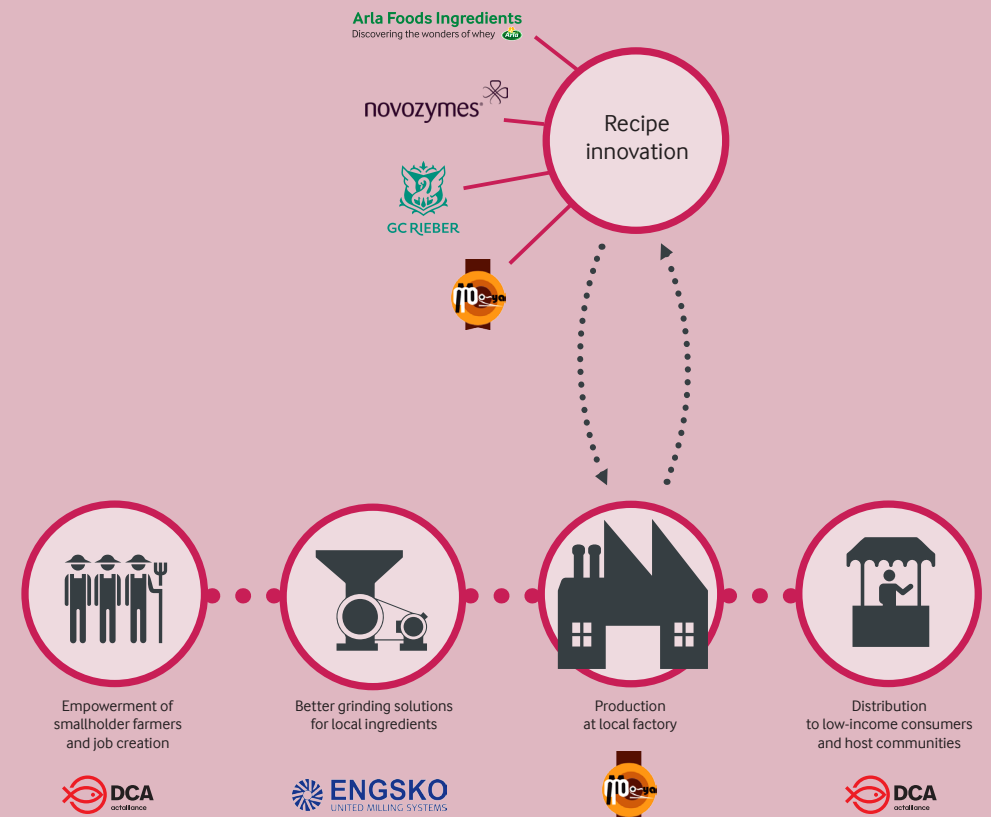 Arla Foods Ingredients
Discovering the wonders of whey
Arla
novozymes
GC RIEBER
Recipe
innovation
Empowerment of
smallholder farmers
and job creation
Better grinding solutions
for local ingredients
Production
at local factory
Distribution
to low-income consumers
and host communities
DCA
actalliance
ENGSKO
UNITED MILLING SYSTEMS
DCA
actalliance